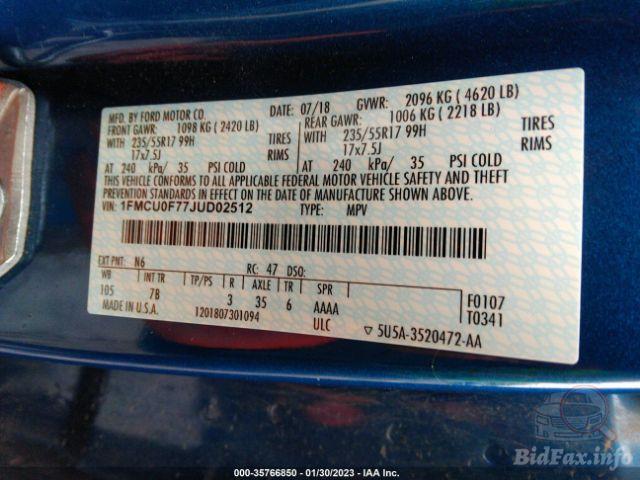 MFD. BY FORD MOTOR CO.
DATE: 07/18 GVWR: 2096 KG ( 4620 LB)
FRONT GAWR: 1098 KG ( 2420 LB)
REAR GAWR: 1006 KG ( 2218 LB)
WITH 235/55R17 99H TIRES
WITH 235/55R17 99H TIRES
17x7.5J RIMS
17x7.5J RIMS
AT 240 kPa/ 35 PSI COLD
AT 240 kPa/ 35 PSI COLD
THIS VEHICLE CONFORMS TO ALL APPLICABLE FEDERAL MOTOR VEHICLE SAFETY AND THEFT
PREVENTION STANDARDS IN EFFECT ON THE DATE OF MANUFACTURE SHOWN ABOVE.
VIN: 1FMCU0F77JUD02512 TYPE: MPV
EXT PNT: N6 RC: 47 DSO:
WB INT TR TP/PS R AXLE TR SPR
105 7B 3 35 6 AAAA
F0107
T0341
MADE IN U.S.A. 1201807301094 ULC
5U5A-3520472-AA
000-35766850 - 01/30/2023 - IAA Inc.
BidFax.info